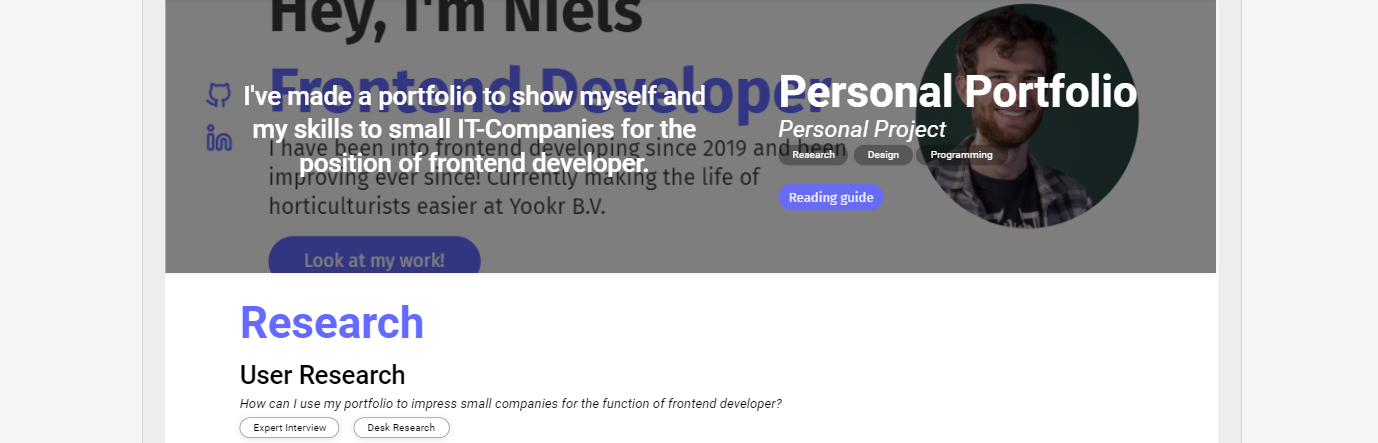 Hey, I'm Niels
Frontend Developer
I have been into frontend developing since 2019 and been
improving ever since! Currently making the life of
horticulturists easier at Yookr B.V.
Look at my work!
I've made a portfolio to show myself and
my skills to small IT-Companies for the
position of frontend developer.
Personal Portfolio
Personal Project
Research Design Programming
Reading guide
Research
User Research
How can I use my portfolio to impress small companies for the function of frontend developer?
Expert Interview Desk Research